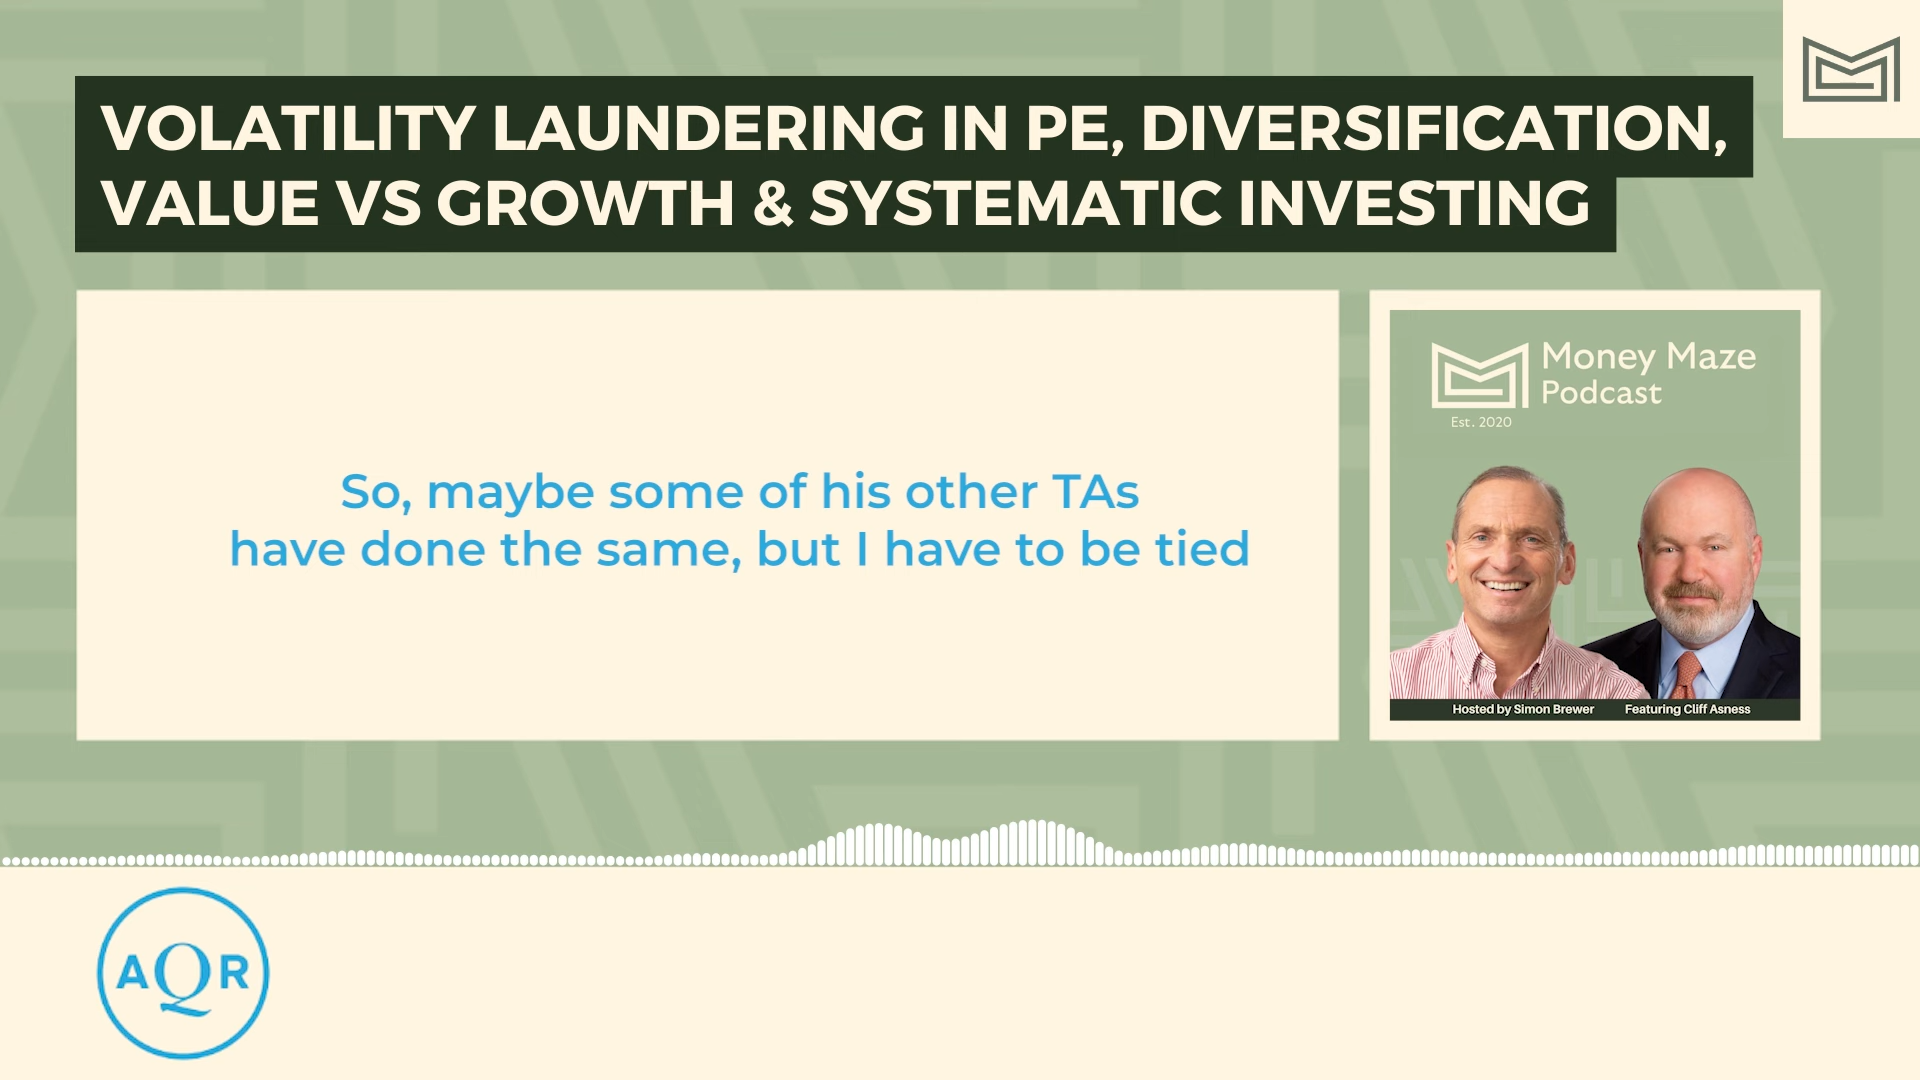 VOLATILITY LAUNDERING IN PE, DIVERSIFICATION,
VALUE VS GROWTH & SYSTEMATIC INVESTING
So, maybe some of his other TAs
have done the same, but I have to be tied
Money Maze
Podcast
Est. 2020
Hosted by Simon Brewer
Featuring Cliff Asness
AQR